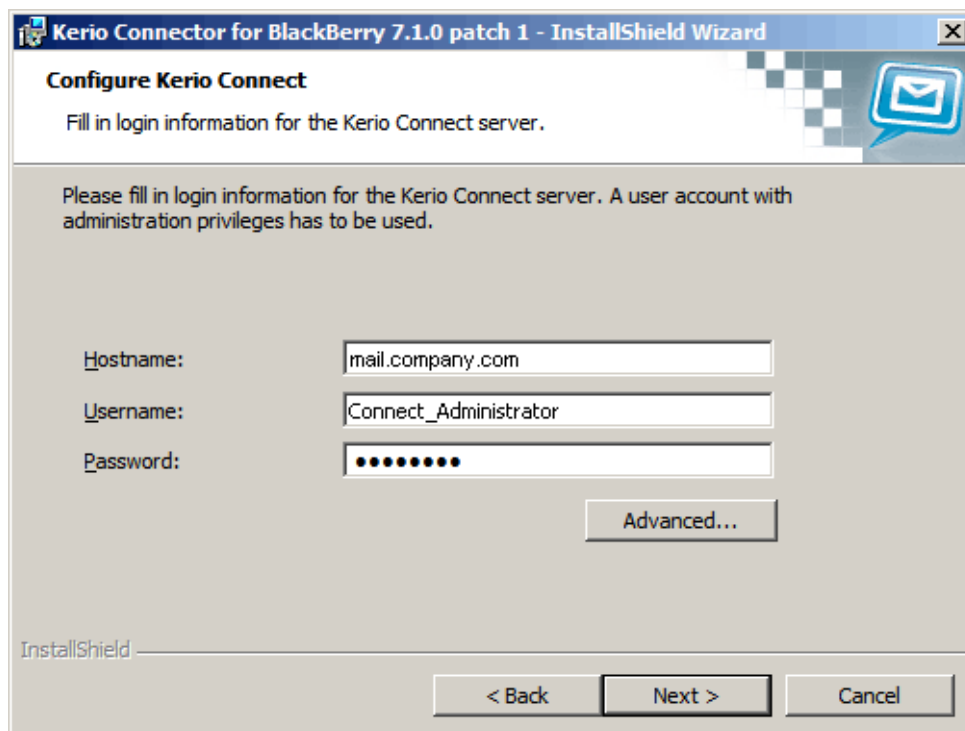 Kerio Connector for BlackBerry 7.1.0 patch 1 - InstallShield Wizard
Configure Kerio Connect
Fill in login information for the Kerio Connect server.
Please fill in login information for the Kerio Connect server. A user account with
administration privileges has to be used.
Hostname: mail.company.com
Username: Connect_Administrator
Password: ●●●●●●●●
Advanced...
InstallShield
< Back Next > Cancel